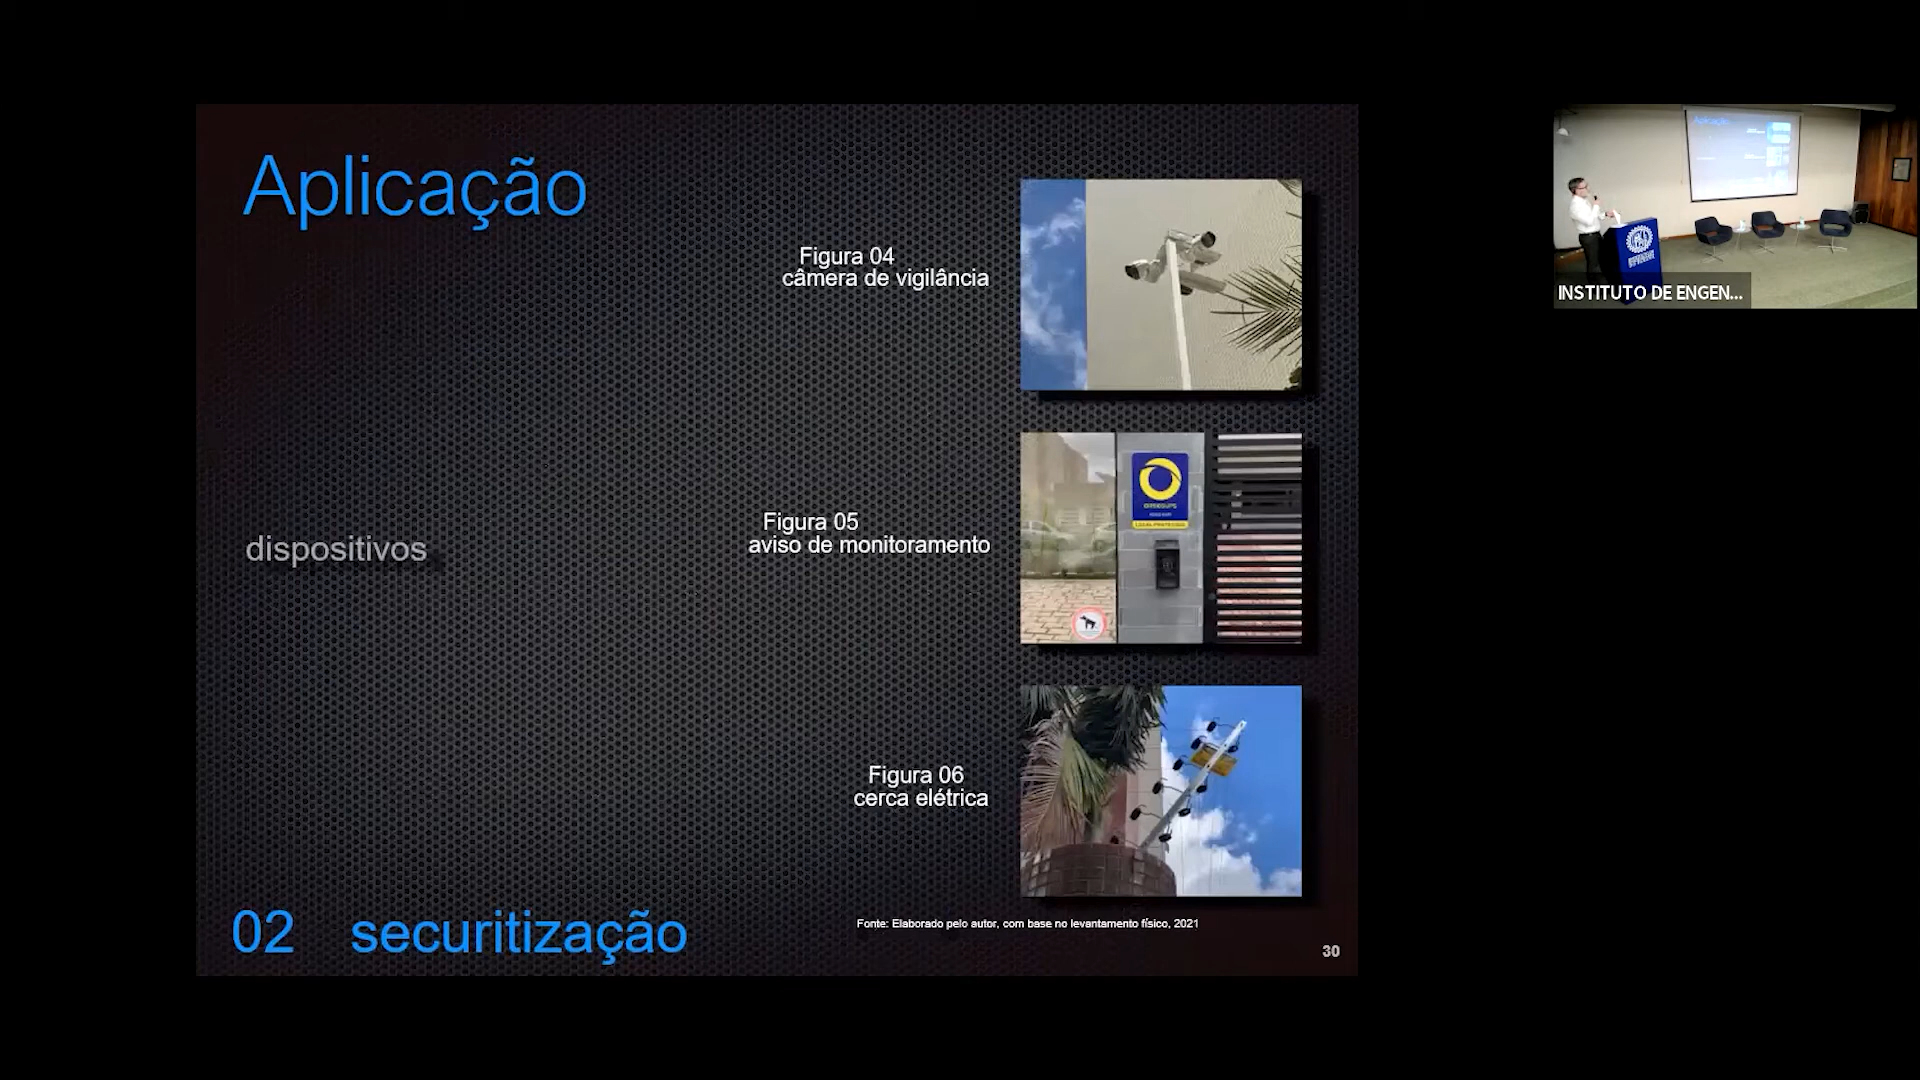 Aplicação
Figura 04
câmera de vigilância
Figura 05
aviso de monitoramento
dispositivos
Figura 06
cerca elétrica
02 securitização
Fonte: Elaborado pelo autor, com base no levantamento físico, 2021
30
INSTITUTO DE ENGEN...